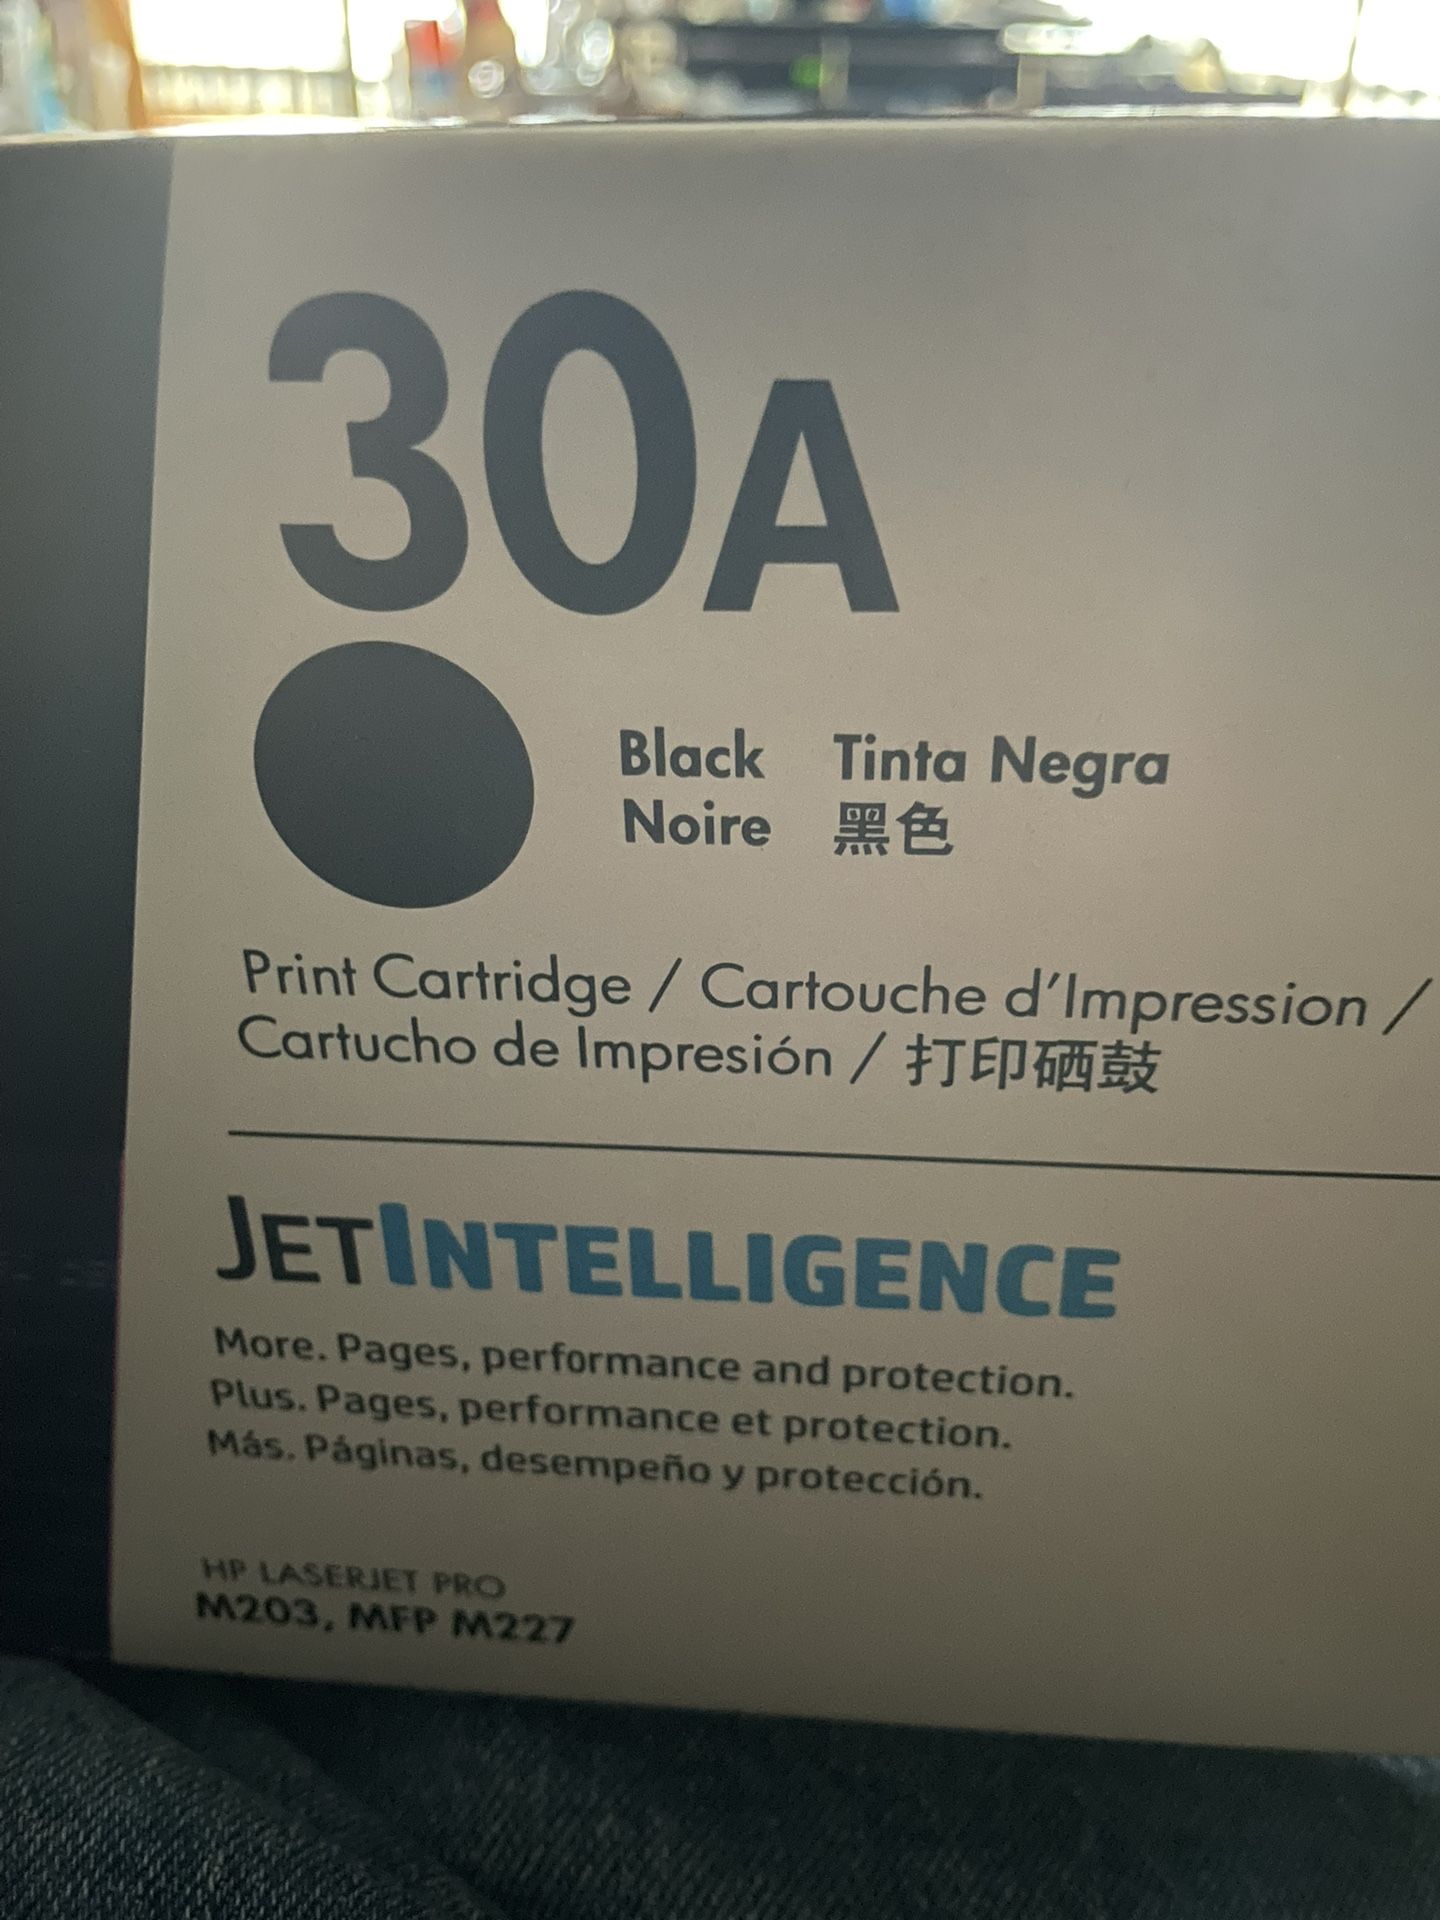 30A
Black Tinta Negra
Noire 黑色
Print Cartridge / Cartouche d'Impression /
Cartucho de Impresión / 打印硒鼓
JETINTELLIGENCE
More. Pages, performance and protection.
Plus. Pages, performance et protection.
Más. Páginas, desempeño y protección.
HP LASERJET PRO
M203, MFP M227